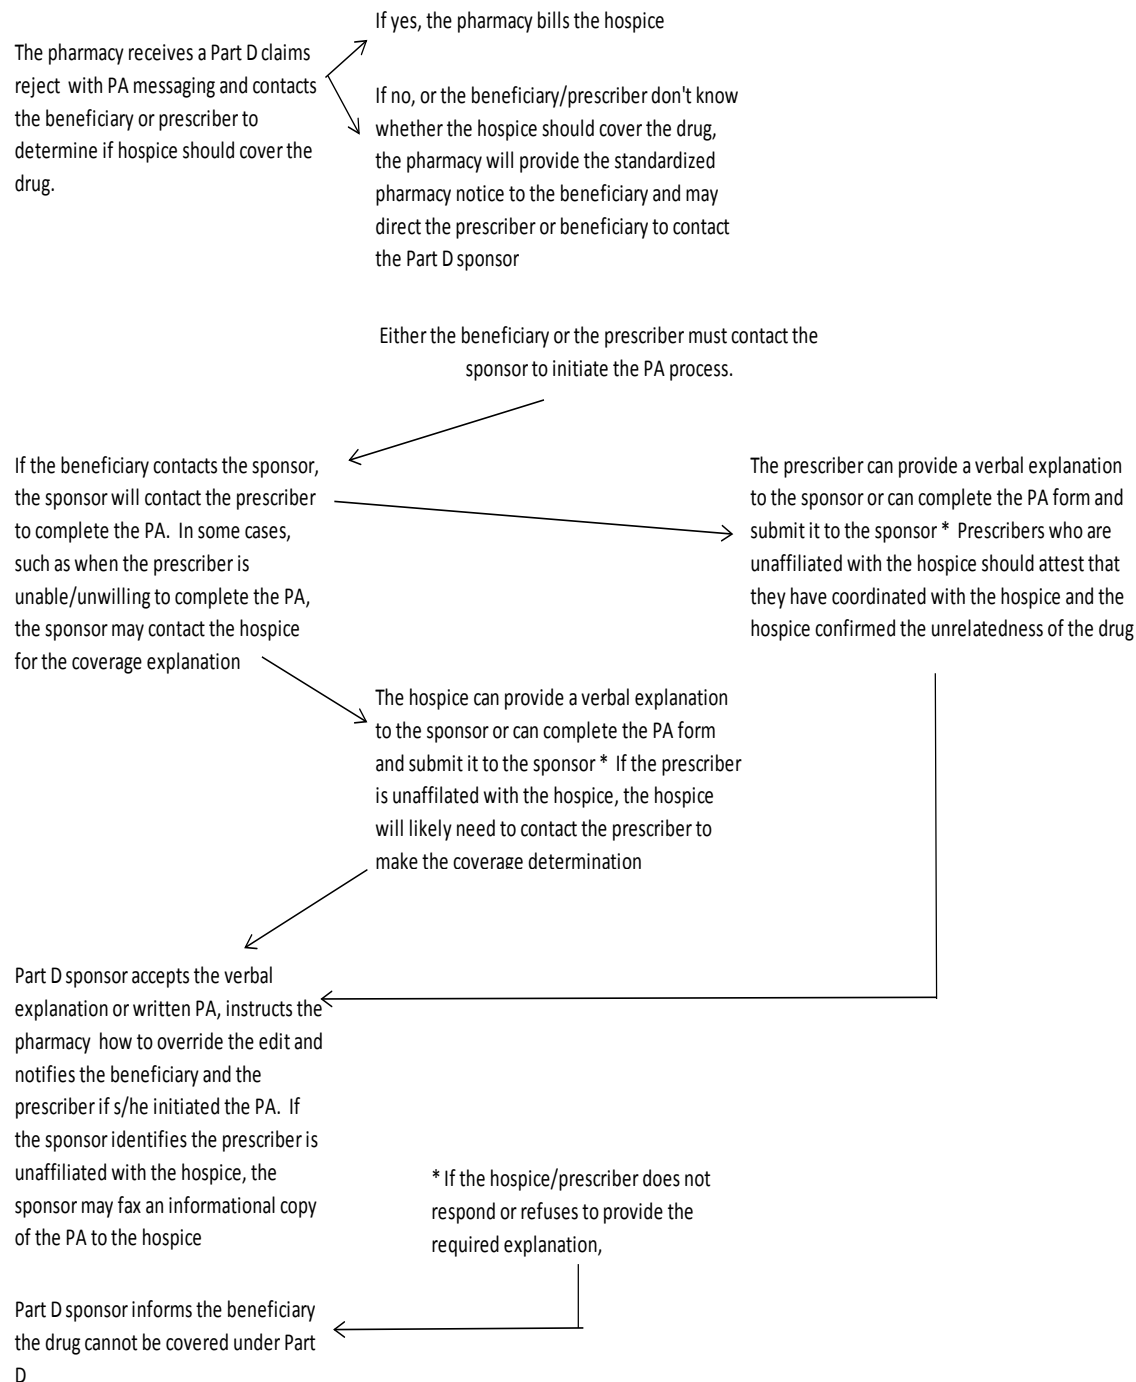 If yes, the pharmacy bills the hospice
The pharmacy receives a Part D claims
reject with PA messaging and contacts
the beneficiary or prescriber to
determine if hospice should cover the
drug.
If no, or the beneficiary/prescriber don't know
whether the hospice should cover the drug,
the pharmacy will provide the standardized
pharmacy notice to the beneficiary and may
direct the prescriber or beneficiary to contact
the Part D sponsor
Either the beneficiary or the prescriber must contact the
sponsor to initiate the PA process.
If the beneficiary contacts the sponsor,
the sponsor will contact the prescriber
to complete the PA. In some cases,
such as when the prescriber is
unable/unwilling to complete the PA,
the sponsor may contact the hospice
for the coverage explanation
The prescriber can provide a verbal explanation
to the sponsor or can complete the PA form and
submit it to the sponsor * Prescribers who are
unaffiliated with the hospice should attest that
they have coordinated with the hospice and the
hospice confirmed the unrelatedness of the drug
The hospice can provide a verbal explanation
to the sponsor or can complete the PA form
and submit it to the sponsor * If the prescriber
is unaffilated with the hospice, the hospice
will likely need to contact the prescriber to
make the coverage determination
Part D sponsor accepts the verbal
explanation or written PA, instructs the
pharmacy how to override the edit and
notifies the beneficiary and the
prescriber if s/he initiated the PA. If
the sponsor identifies the prescriber is
unaffiliated with the hospice, the
sponsor may fax an informational copy
of the PA to the hospice
* If the hospice/prescriber does not
respond or refuses to provide the
required explanation,
Part D sponsor informs the beneficiary
the drug cannot be covered under Part
D